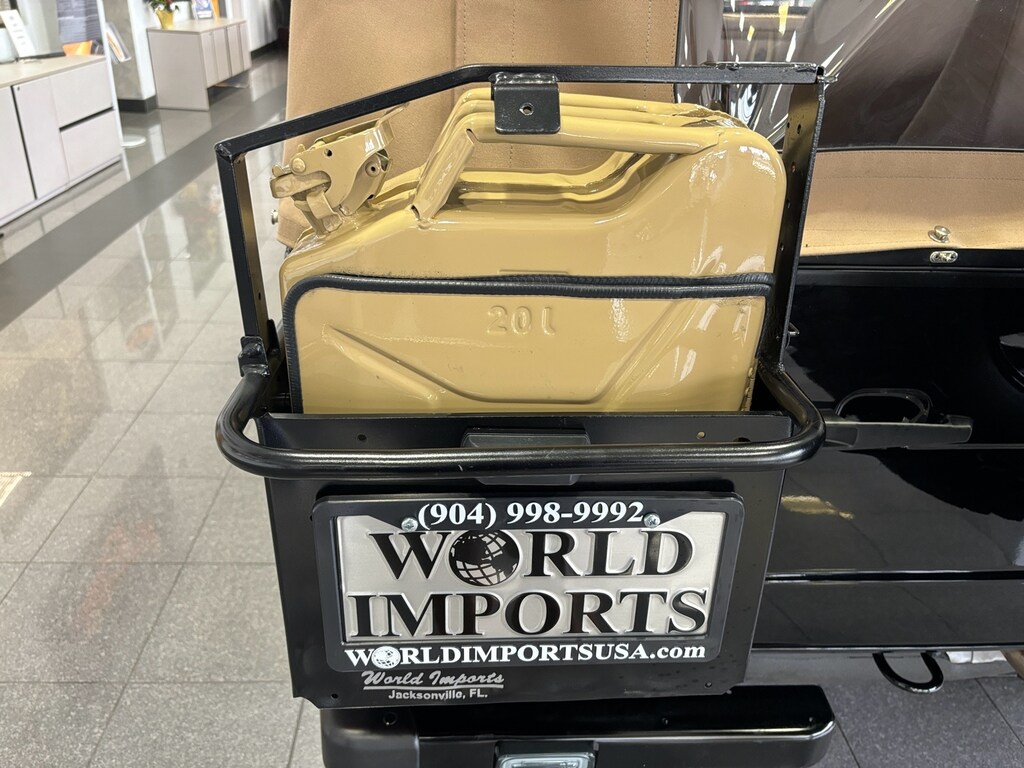 20 L
(904) 998-9992
WORLD
IMPORTS
WORLDIMPORTSUSA.com
World Imports
Jacksonville, FL.